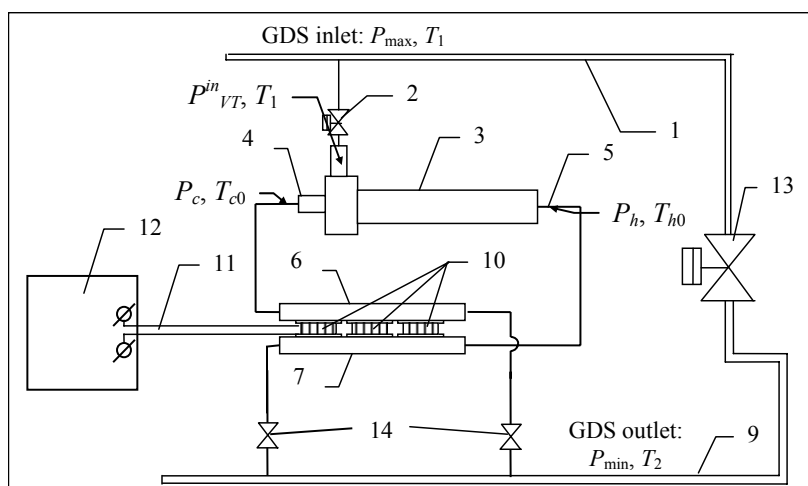 GDS inlet: Pmax, T1
P^in_VT, T1
2
1
4
3
5
13
Pc, Tc0
Ph, Th0
12
11
6
10
7
14
GDS outlet:
Pmin, T2
9